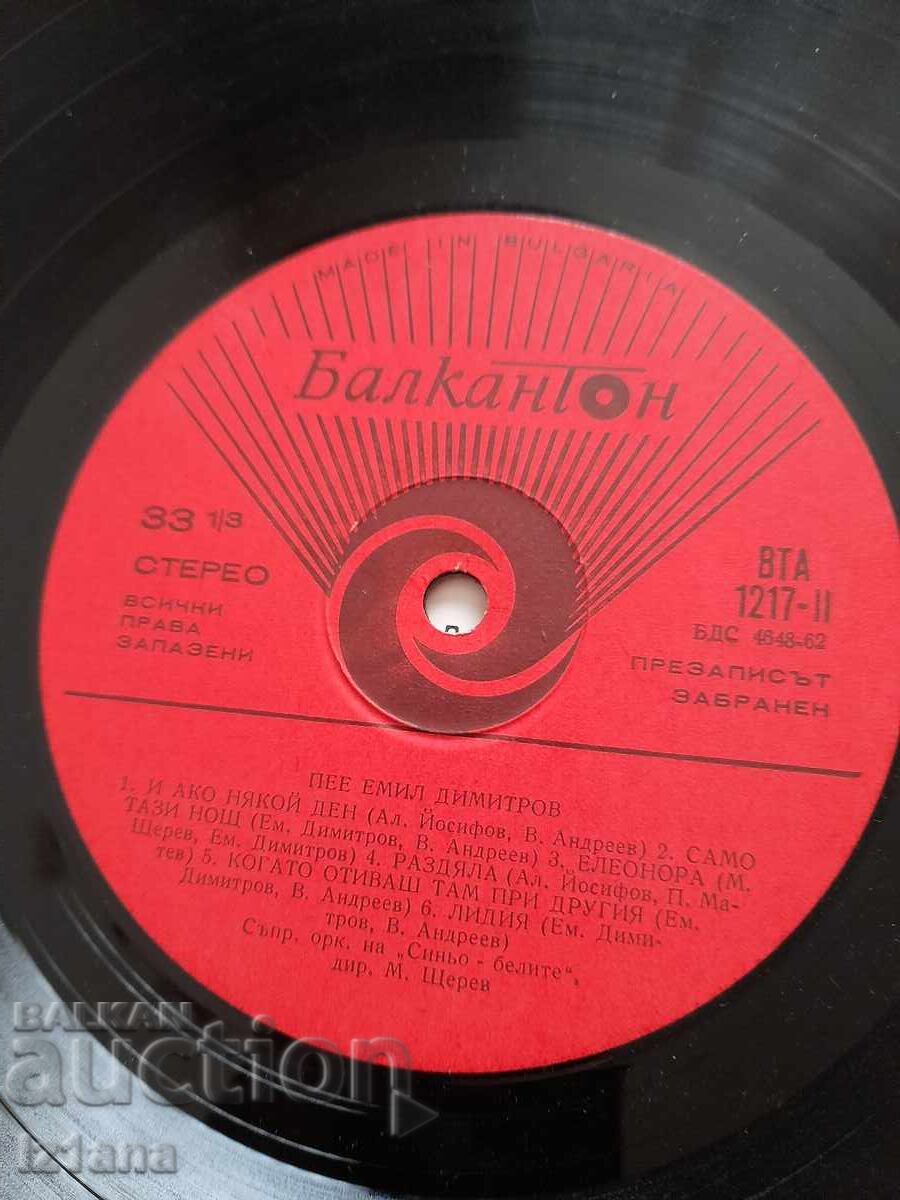 MADE IN BULGARIA
Балкантон
33 1/3
СТЕРЕО
ВСИЧКИ
ПРАВА
ЗАПАЗЕНИ
ВТА
1217-II
БДС 4648-62
ПРЕЗАПИСЪТ
ЗАБРАНЕН
ПЕЕ ЕМИЛ ДИМИТРОВ
1. И АКО НЯКОЙ ДЕН (Ал. Йосифов, В. Андреев) 2. САМО
ТАЗИ НОЩ (Ем. Димитров, В. Андреев) 3. ЕЛЕОНОРА (М.
Щерев, Ем. Димитров) 4. РАЗДЯЛА (Ал. Йосифов, П. Ма-
тев) 5. КОГАТО ОТИВАШ ТАМ ПРИ ДРУГИЯ (Ем.
Димитров, В. Андреев) 6. ЛИДИЯ (Ем. Дими-
тров, В. Андреев)
Съпр. орк. на „Синьо - белите",
дир. М. Щерев
BALKAN
auction
iz1ana